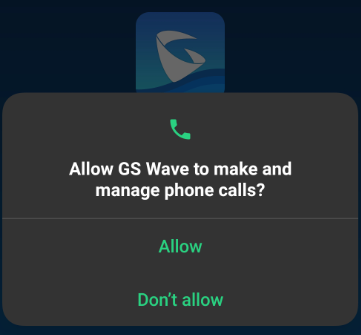 Allow GS Wave to make and
manage phone calls?
Allow
Don’t allow